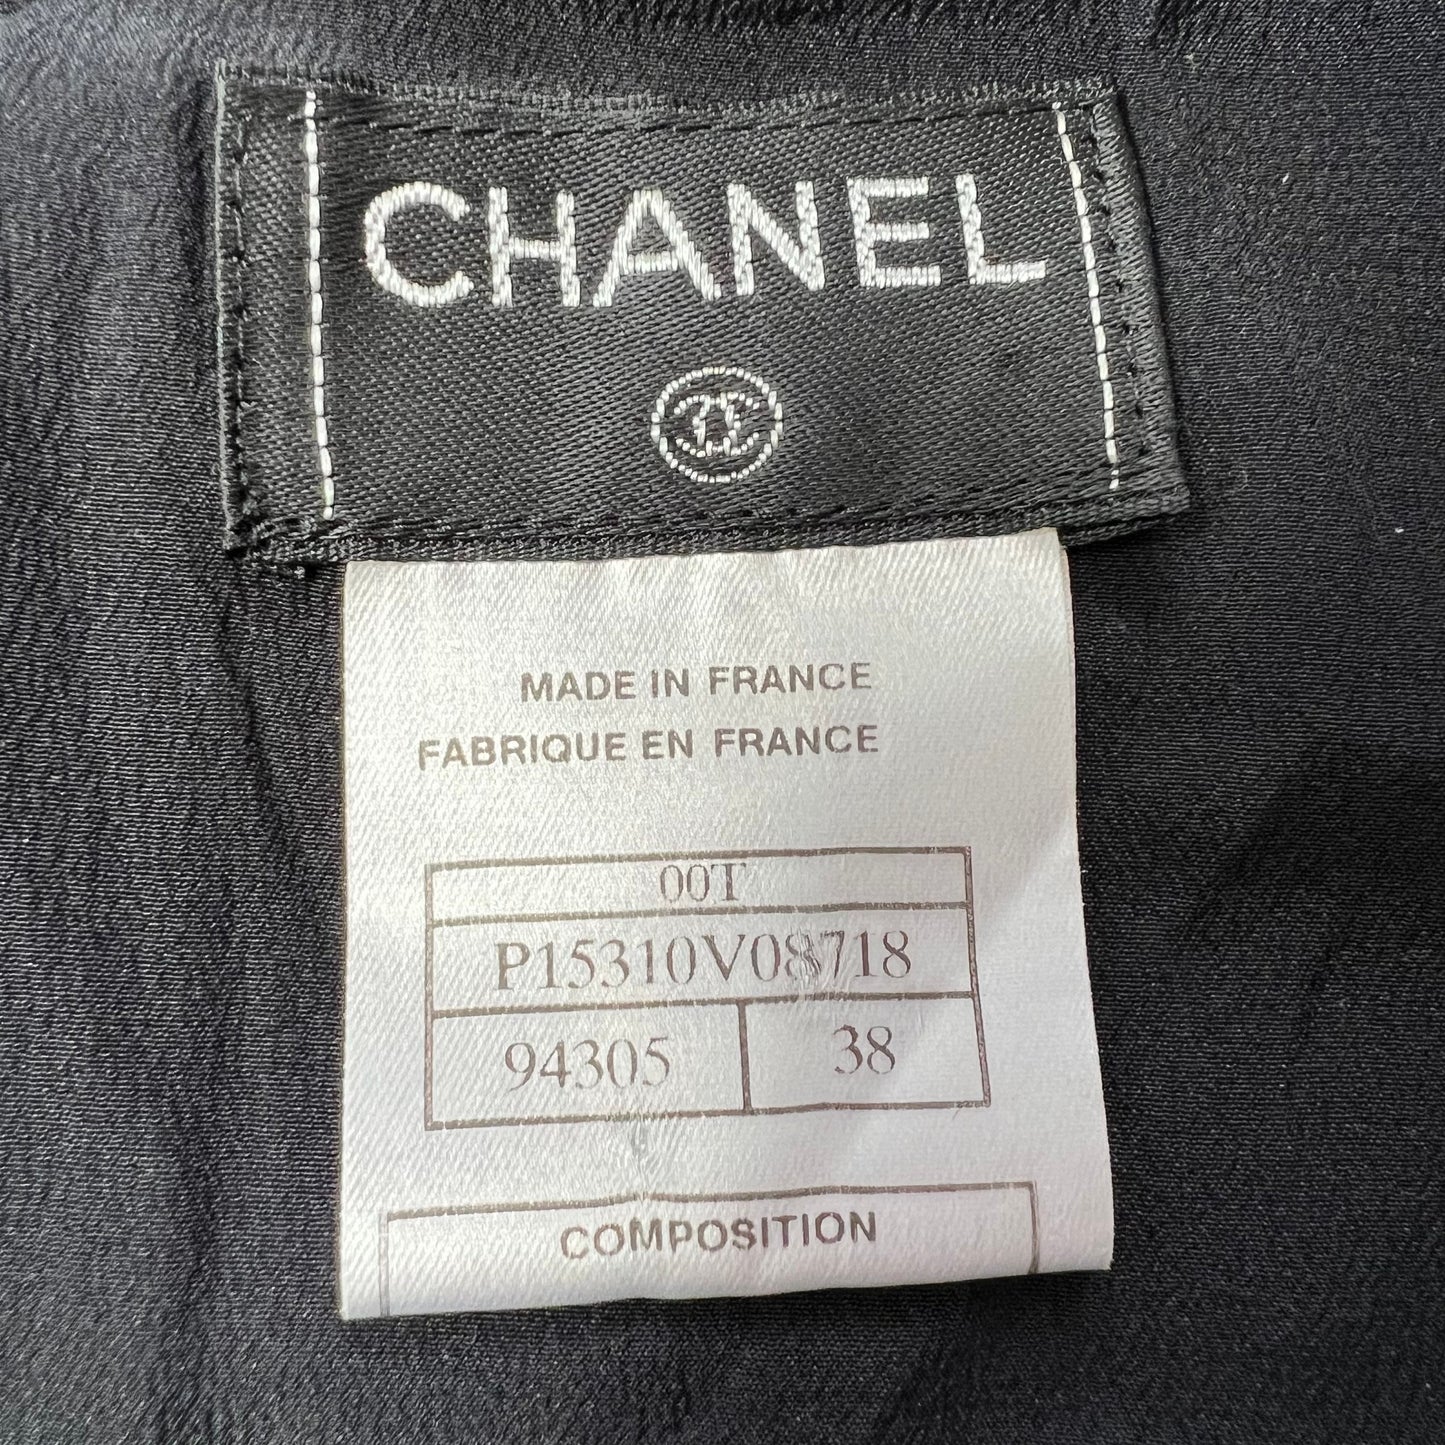 CHANEL
MADE IN FRANCE
FABRIQUE EN FRANCE
00T
P15310V08718
94305 38
COMPOSITION